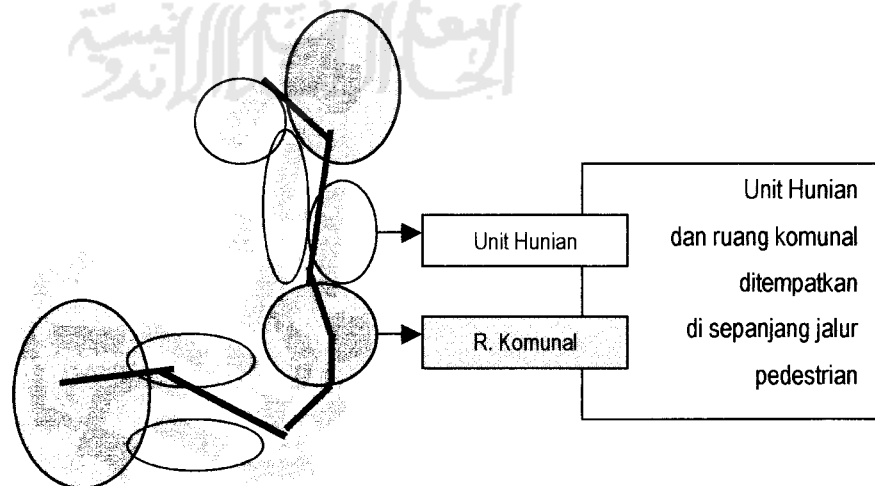 Unit Hunian
R. Komunal
Unit Hunian
dan ruang komunal
ditempatkan
di sepanjang jalur
pedestrian